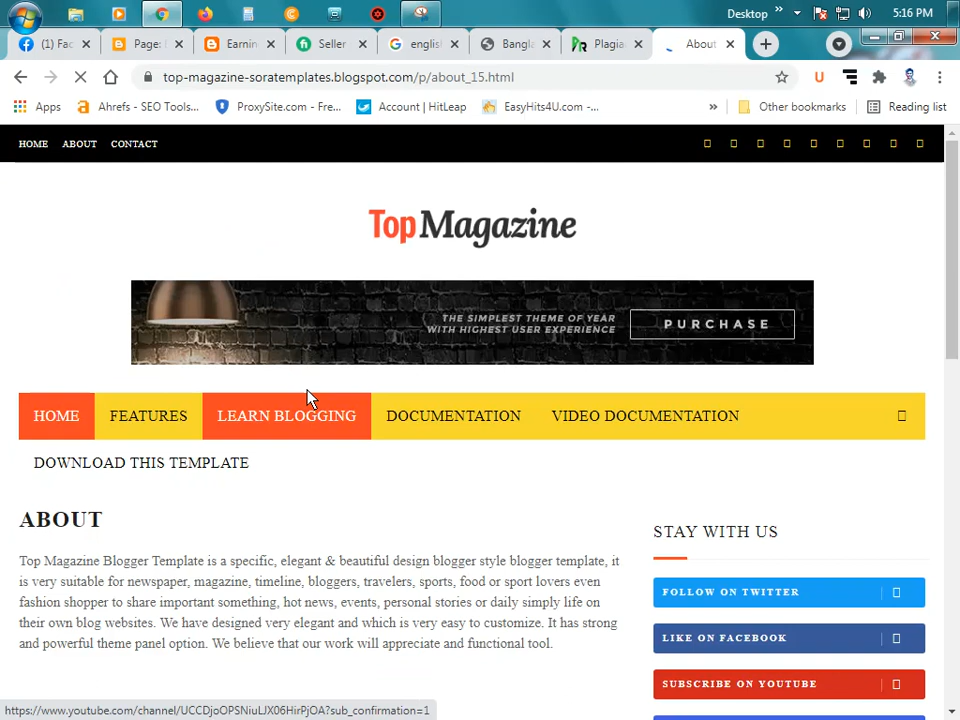 Desktop
»
5:16 PM
(1) Fac
Page:
Earnin
Seller
english
Bangla
Plagia
About
top-magazine-soratemplates.blogspot.com/p/about_15.html
Apps
Ahrefs - SEO Tools...
ProxySite.com - Fre...
Account | HitLeap
EasyHits4U.com -...
»
Other bookmarks
Reading list
HOME
ABOUT
CONTACT
TopMagazine
THE SIMPLEST THEME OF YEAR
WITH HIGHEST USER EXPERIENCE
PURCHASE
HOME
FEATURES
LEARN BLOGGING
DOCUMENTATION
VIDEO DOCUMENTATION
DOWNLOAD THIS TEMPLATE
ABOUT
Top Magazine Blogger Template is a specific, elegant & beautiful design blogger style blogger template, it
is very suitable for newspaper, magazine, timeline, bloggers, travelers, sports, food or sport lovers even
fashion shopper to share important something, hot news, events, personal stories or daily simply life on
their own blog websites. We have designed very elegant and which is very easy to customize. It has strong
and powerful theme panel option. We believe that our work will appreciate and functional tool.
STAY WITH US
FOLLOW ON TWITTER
LIKE ON FACEBOOK
SUBSCRIBE ON YOUTUBE
https://www.youtube.com/channel/UCCDjoOPSNiuLJX06HirPjOA?sub_confirmation=1